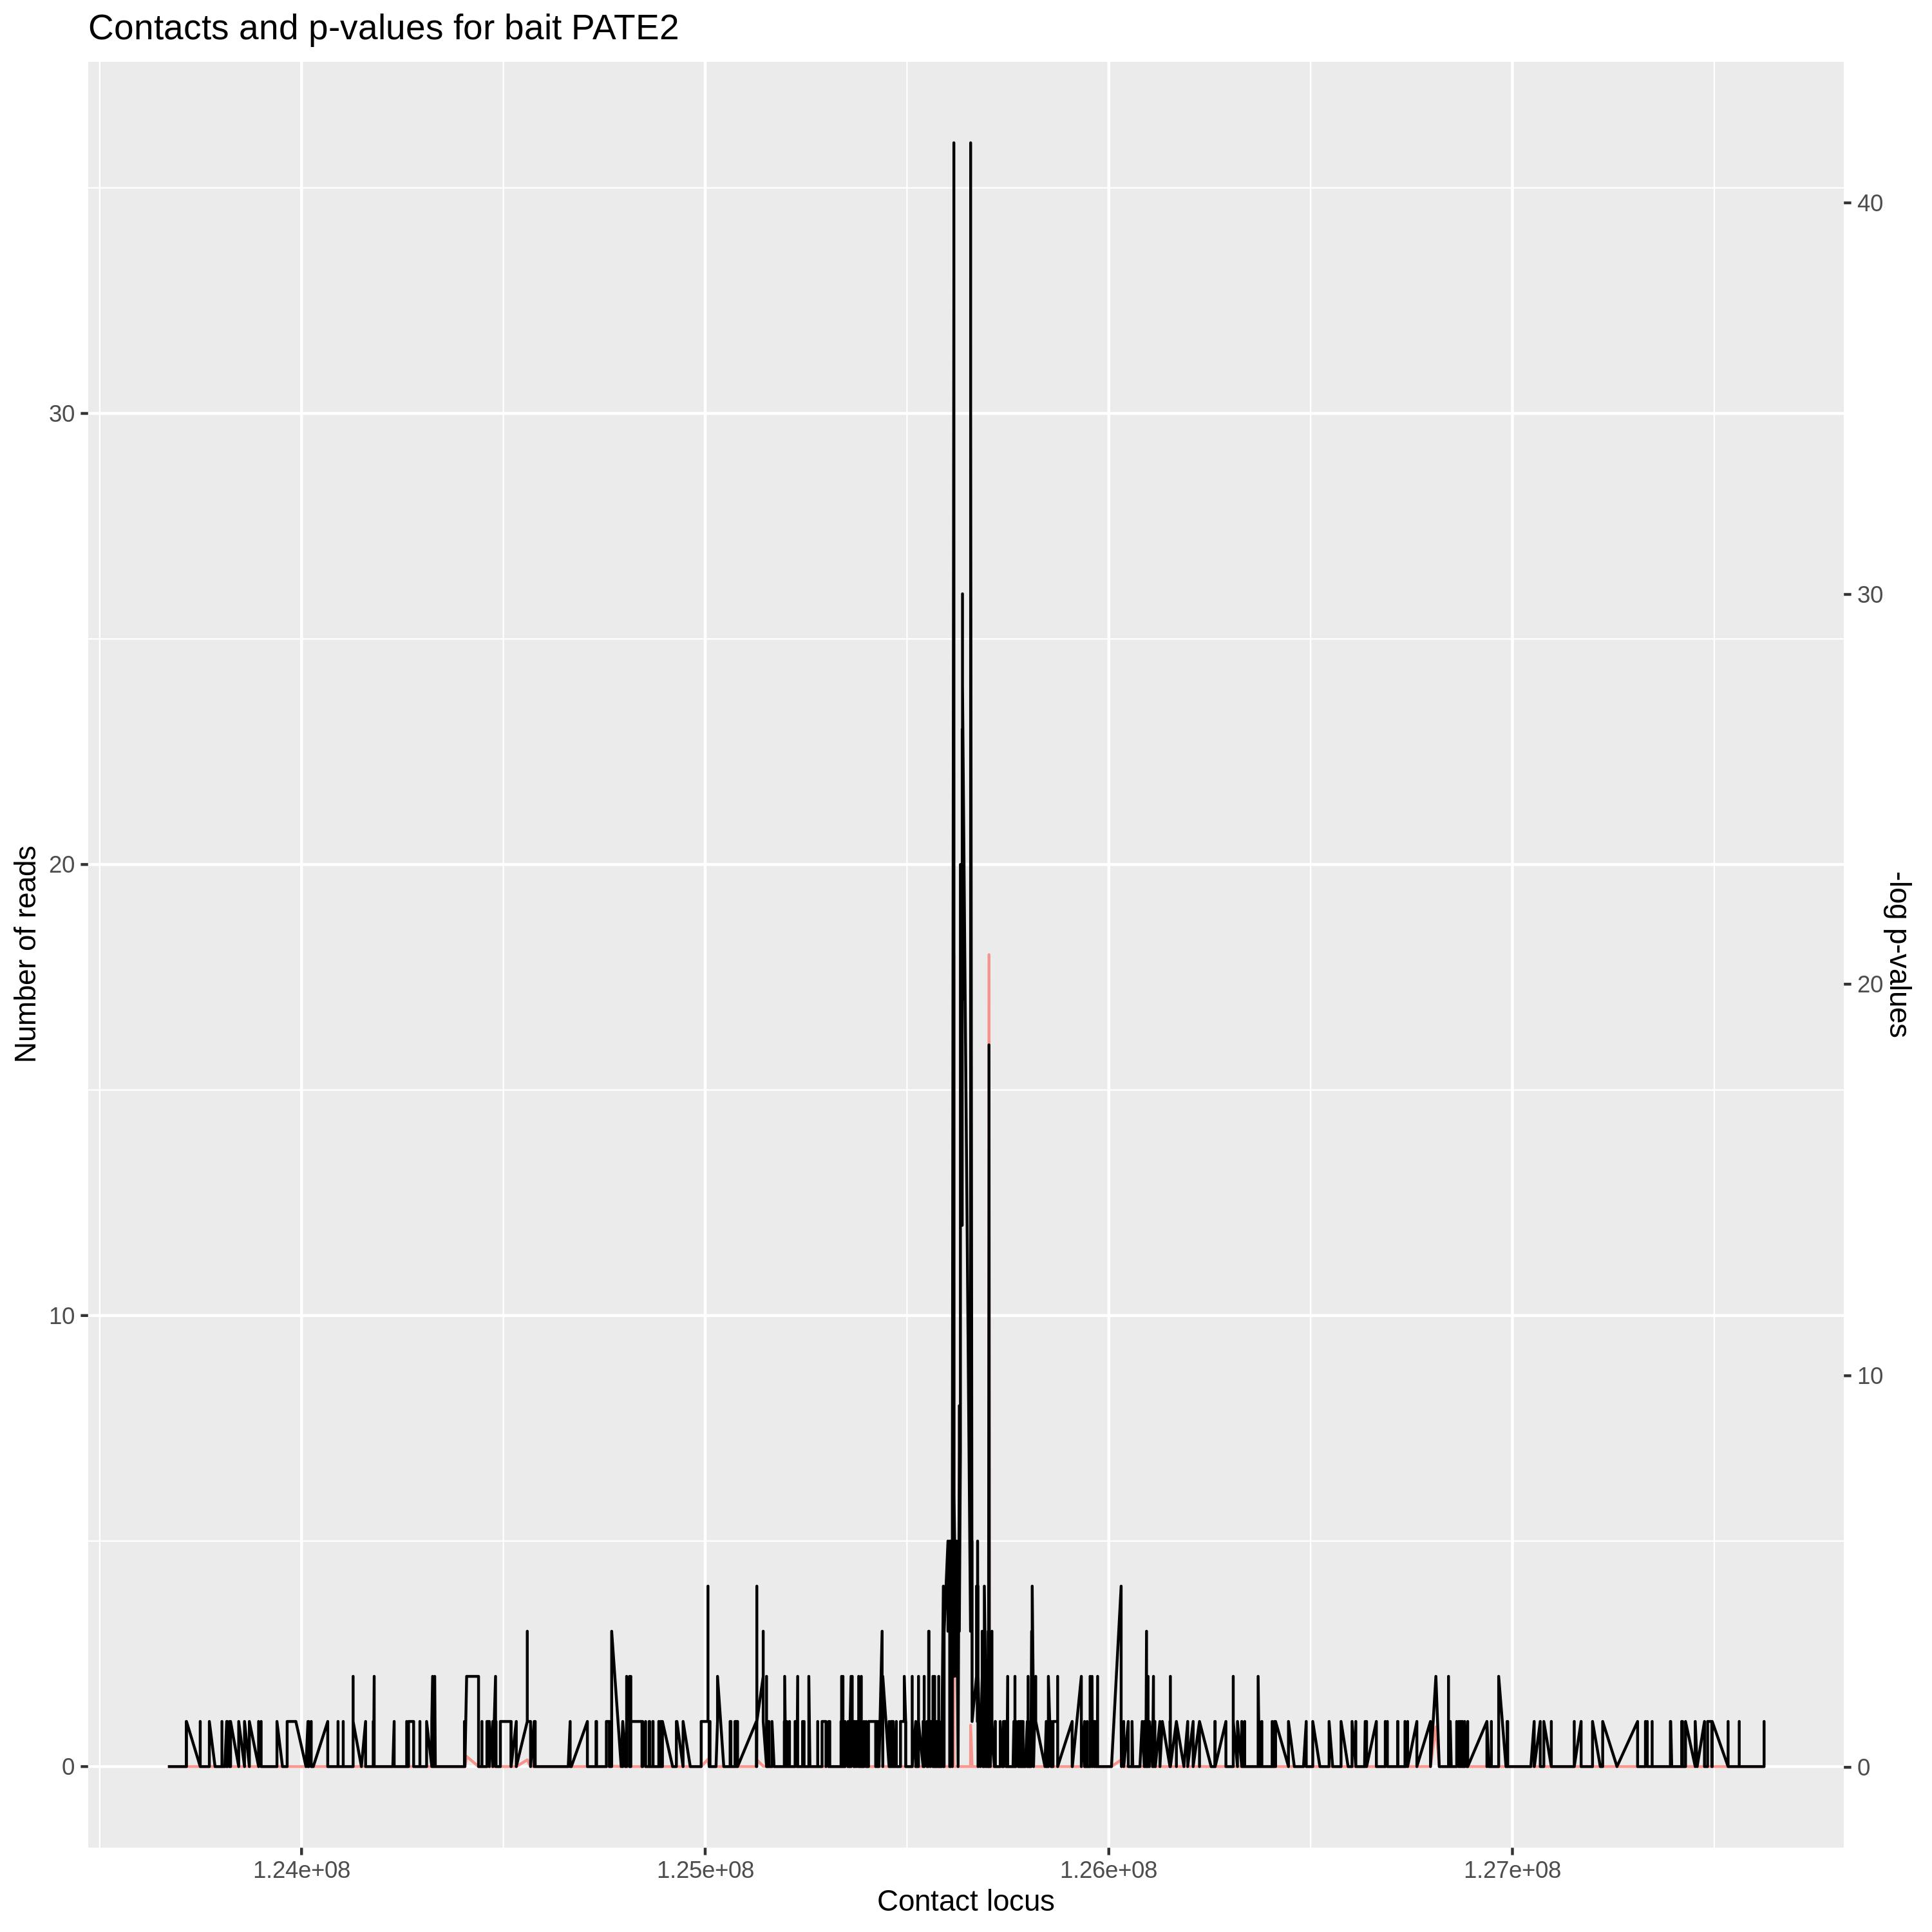 Contacts and p-values for bait PATE2
Number of reads
30
20
10
0
40
30
20
10
0
-log p-values
1.24e+08
1.25e+08
1.26e+08
1.27e+08
Contact locus